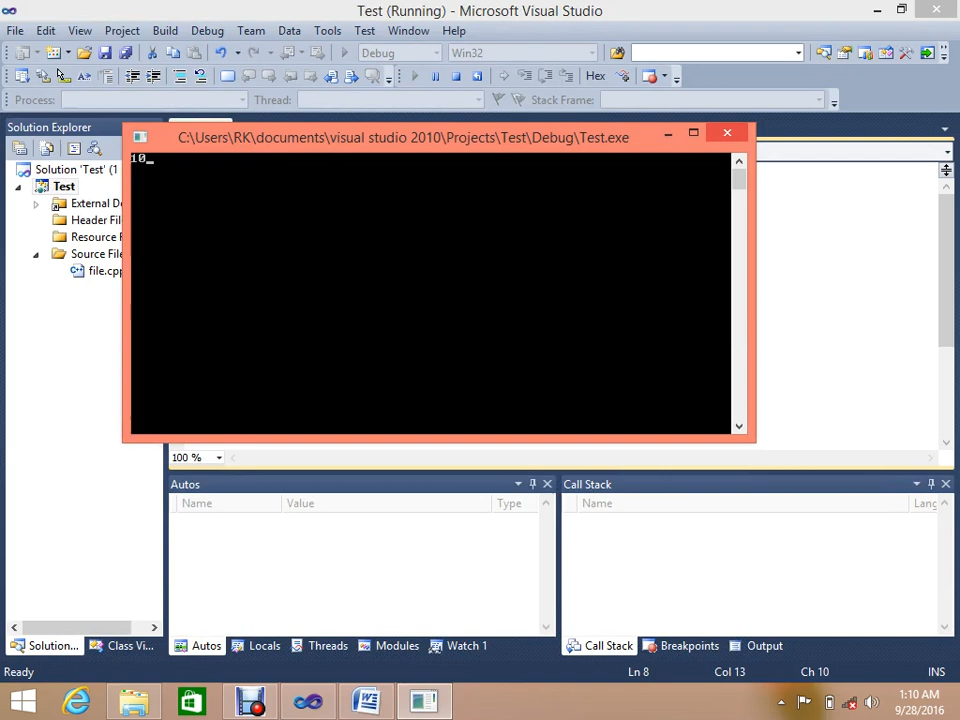 Test (Running) - Microsoft Visual Studio
File Edit View Project Build Debug Team Data Tools Test Window Help
Debug Win32
Hex
Process: Thread: Stack Frame:
Solution Explorer
C:\Users\RK\documents\visual studio 2010\Projects\Test\Debug\Test.exe
10_
Solution 'Test' (1
Test
External D
Header Fil
Resource F
Source File
file.cpp
100 %
Autos
Call Stack
Name Value Type
Name Lang
Solution... Class Vi...
Autos Locals Threads Modules Watch 1
Call Stack Breakpoints Output
Ready Ln 8 Col 13 Ch 10 INS
1:10 AM
9/28/2016